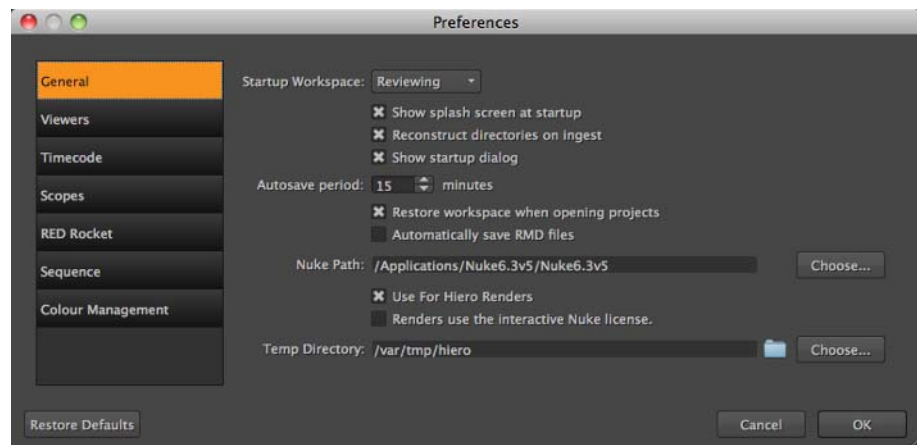 Preferences
General
Viewers
Timecode
Scopes
RED Rocket
Sequence
Colour Management
Startup Workspace: Reviewing
Show splash screen at startup
Reconstruct directories on ingest
Show startup dialog
Autosave period: 15 minutes
Restore workspace when opening projects
Automatically save RMD files
Nuke Path: /Applications/Nuke6.3v5/Nuke6.3v5 Choose...
Use For Hiero Renders
Renders use the interactive Nuke license.
Temp Directory: /var/tmp/hiero Choose...
Restore Defaults Cancel OK